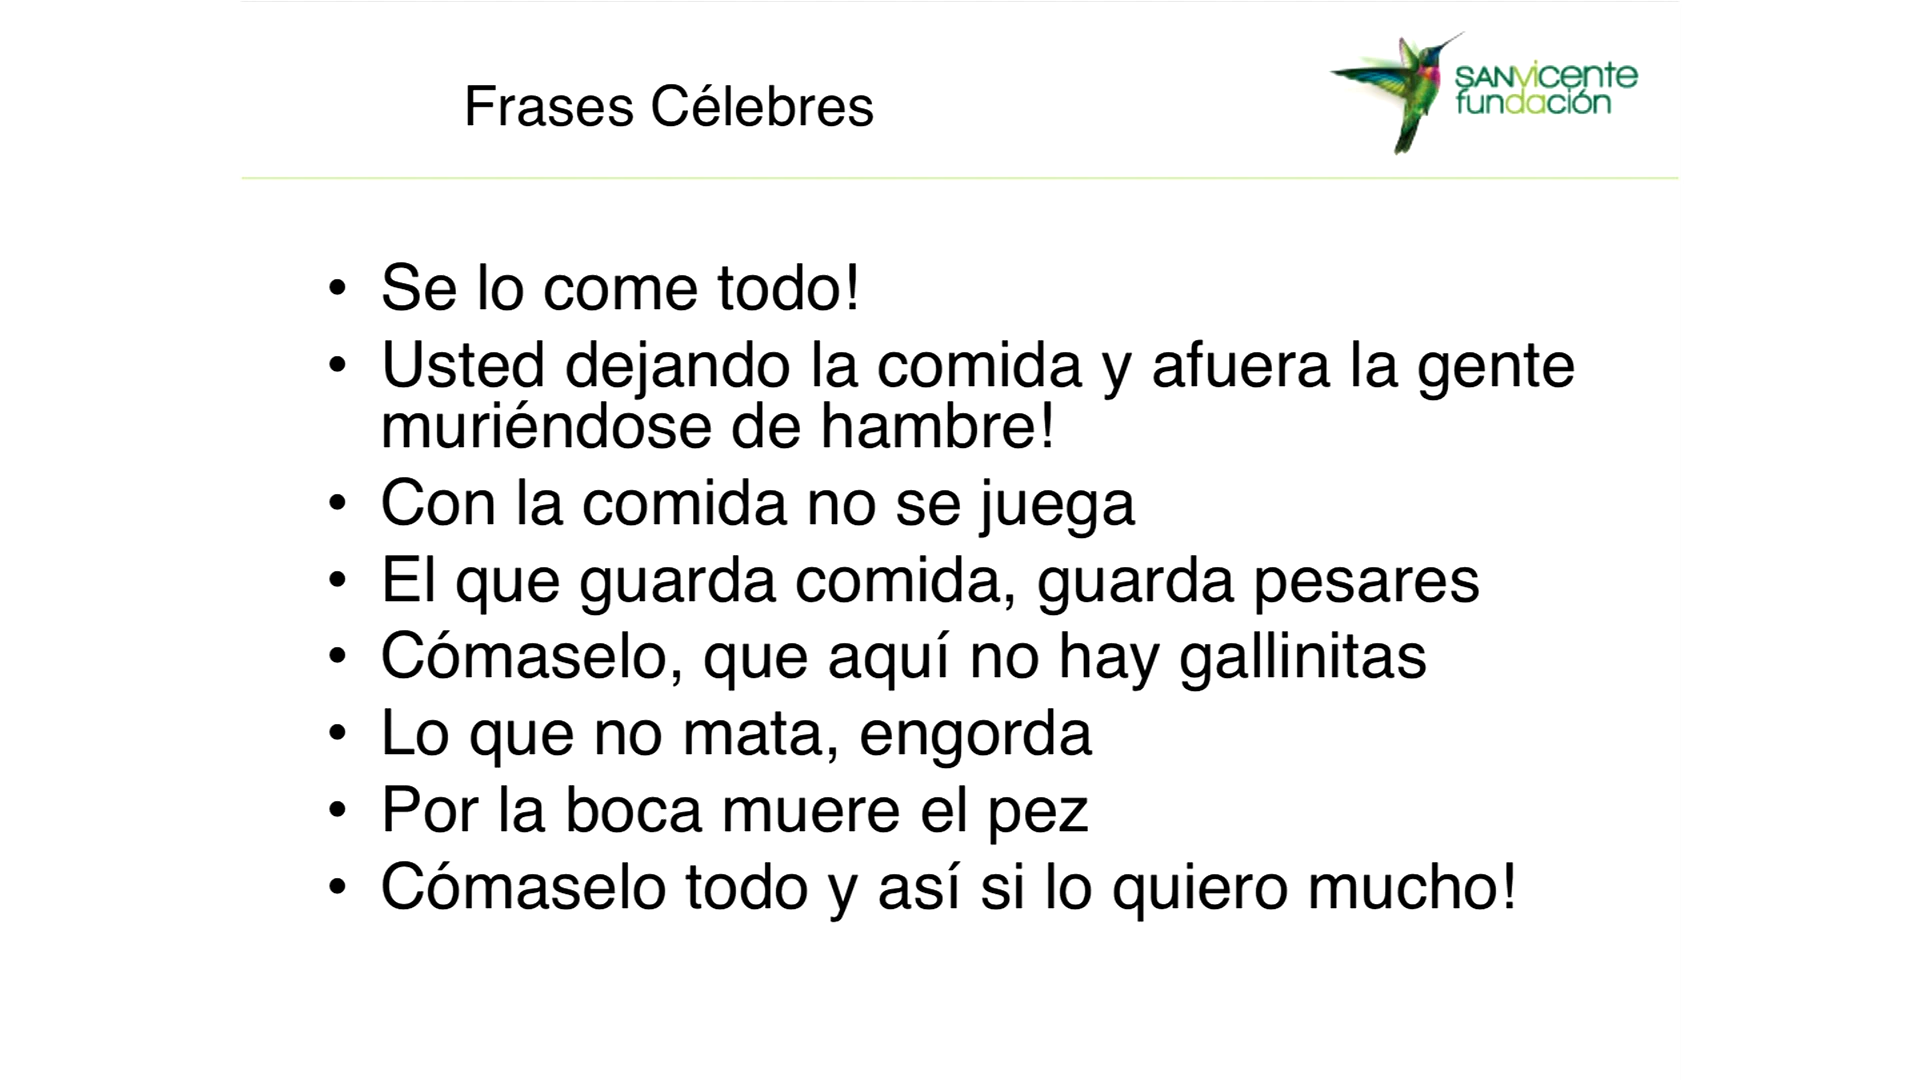 Frases Célebres
SANvicente
fundación
• Se lo come todo!
• Usted dejando la comida y afuera la gente
muriéndose de hambre!
• Con la comida no se juega
• El que guarda comida, guarda pesares
• Cómaselo, que aquí no hay gallinitas
• Lo que no mata, engorda
• Por la boca muere el pez
• Cómaselo todo y así si lo quiero mucho!